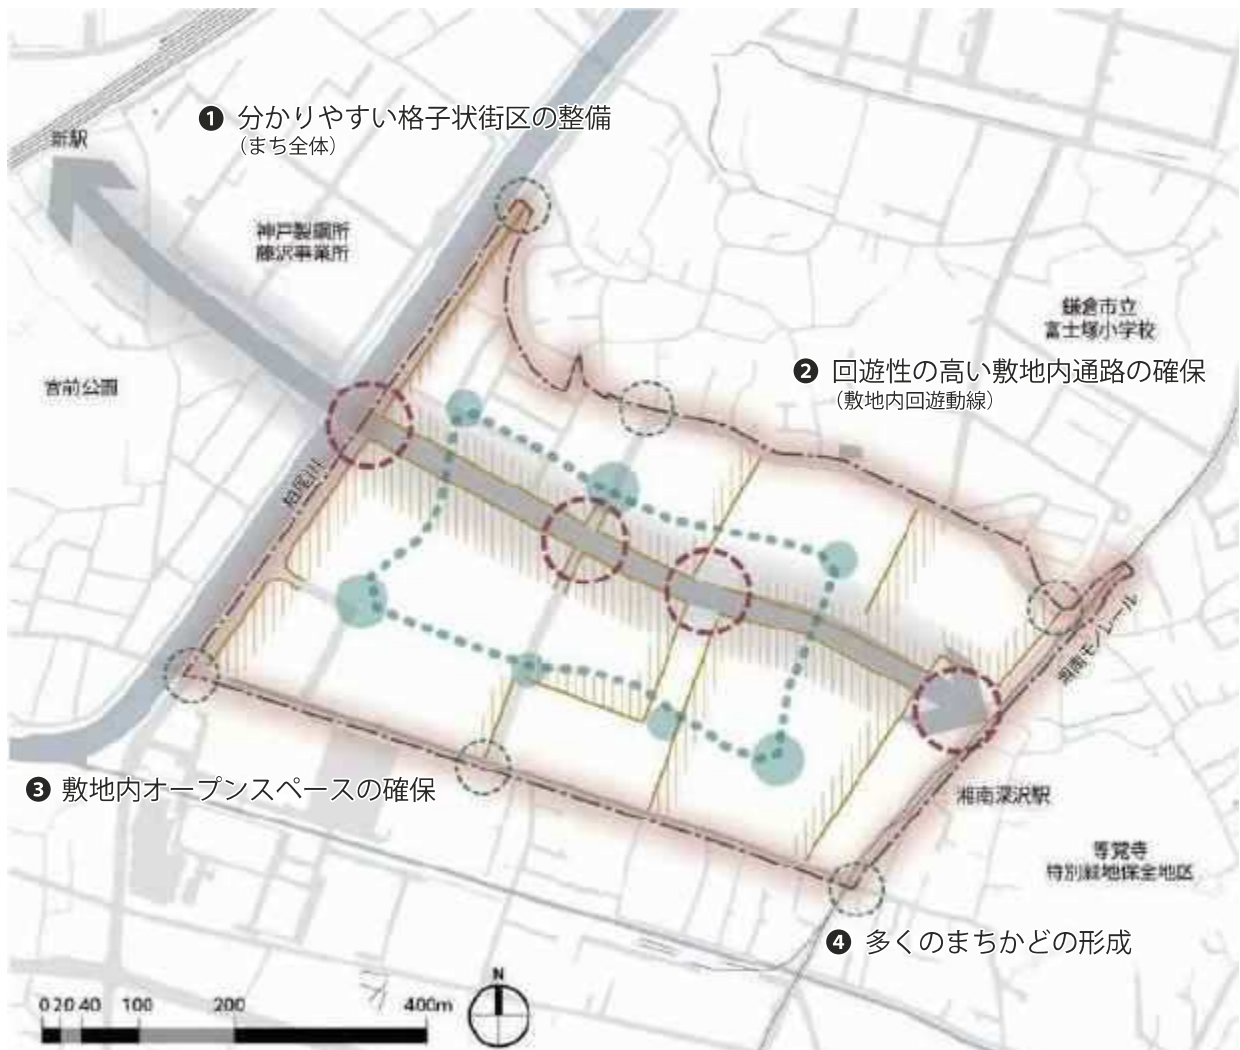 ❶ 分かりやすい格子状街区の整備
（まち全体）
新駅
神戸製鋼所
藤沢事業所
鎌倉市立
富士塚小学校
❷ 回遊性の高い敷地内通路の確保
（敷地内回遊動線）
宮前公園
柏尾川
湘南モノレール
❸ 敷地内オープンスペースの確保
湘南深沢駅
等覚寺
特別緑地保全地区
❹ 多くのまちかどの形成
N
0 20 40 100 200 400m